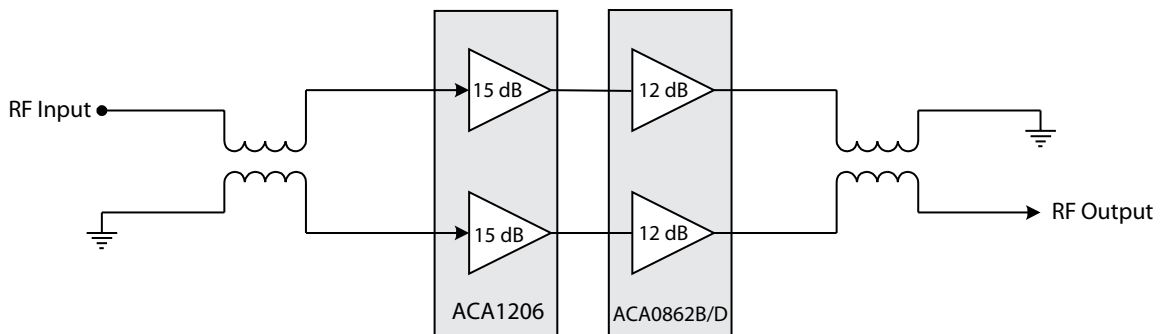 15 dB
12 dB
RF Input
15 dB
12 dB
RF Output
ACA1206
ACA0862B/D